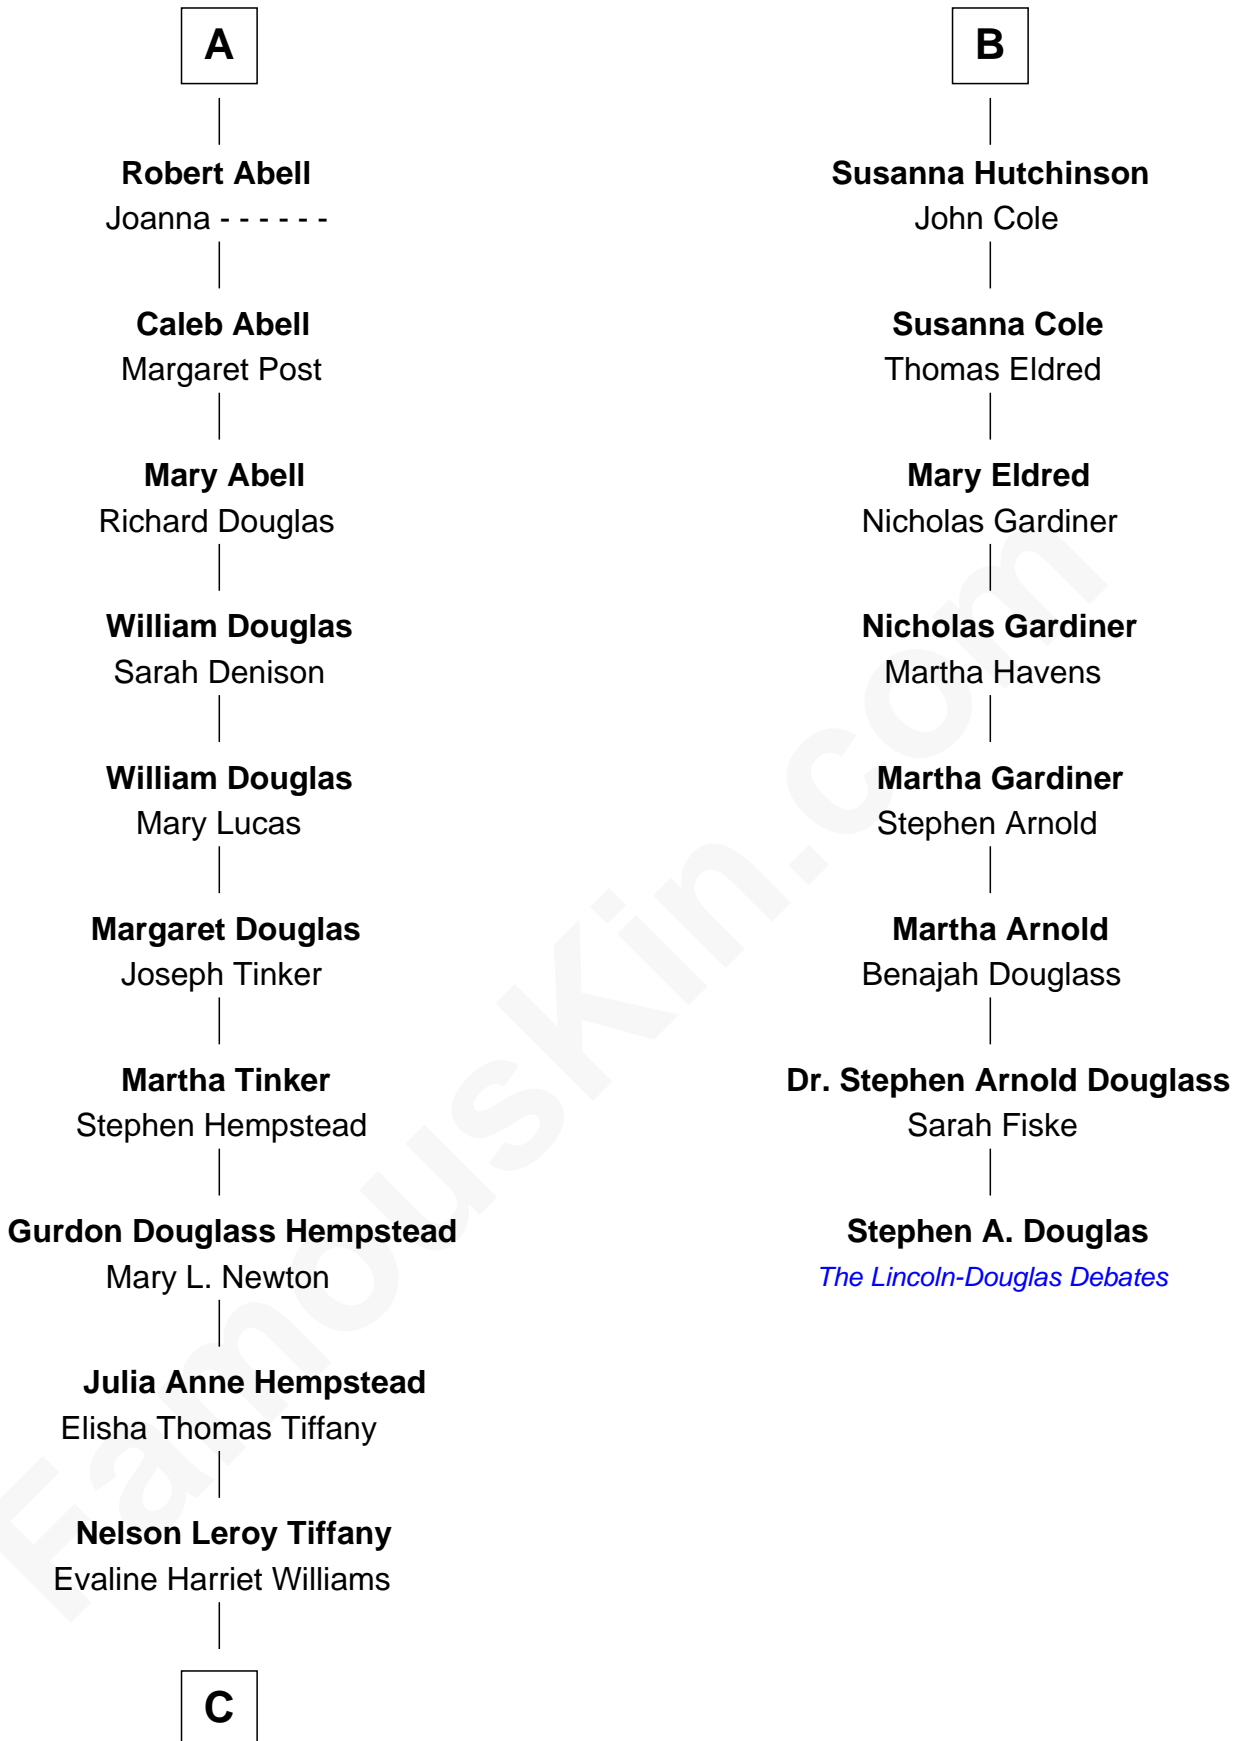 A
Robert Abell
Joanna - - - - - -
Caleb Abell
Margaret Post
Mary Abell
Richard Douglas
William Douglas
Sarah Denison
William Douglas
Mary Lucas
Margaret Douglas
Joseph Tinker
Martha Tinker
Stephen Hempstead
Gurdon Douglass Hempstead
Mary L. Newton
Julia Anne Hempstead
Elisha Thomas Tiffany
Nelson Leroy Tiffany
Evaline Harriet Williams
C
B
Susanna Hutchinson
John Cole
Susanna Cole
Thomas Eldred
Mary Eldred
Nicholas Gardiner
Nicholas Gardiner
Martha Havens
Martha Gardiner
Stephen Arnold
Martha Arnold
Benajah Douglass
Dr. Stephen Arnold Douglass
Sarah Fiske
Stephen A. Douglas
The Lincoln-Douglas Debates
FamousKin.com